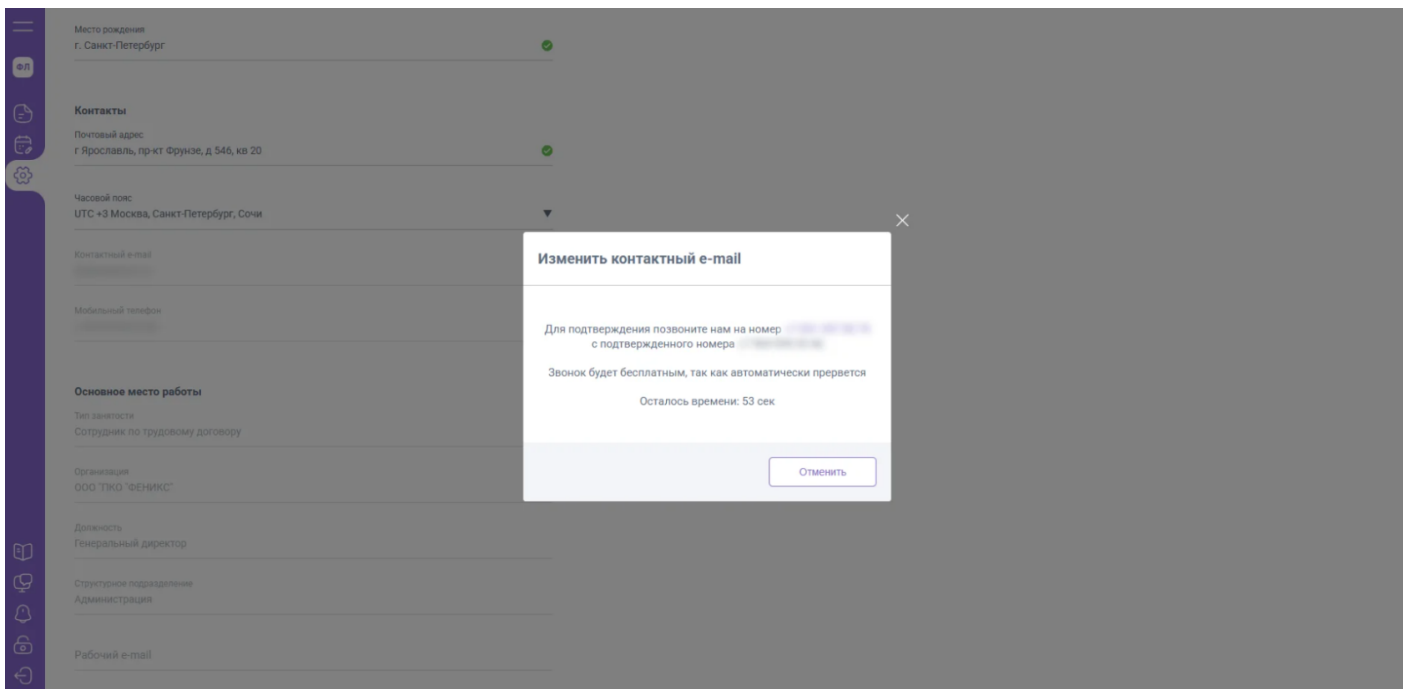 ФЛ
Место рождения
г. Санкт-Петербург
Контакты
Почтовый адрес
г Ярославль, пр-кт Фрунзе, д 54б, кв 20
Часовой пояс
UTC +3 Москва, Санкт-Петербург, Сочи
Контактный e-mail
Мобильный телефон
Основное место работы
Тип занятости
Сотрудник по трудовому договору
Организация
ООО "ПКО "ФЕНИКС"
Должность
Генеральный директор
Структурное подразделение
Администрация
Рабочий e-mail
Изменить контактный e-mail
Для подтверждения позвоните нам на номер
с подтвержденного номера
Звонок будет бесплатным, так как автоматически прервется
Осталось времени: 53 сек
Отменить